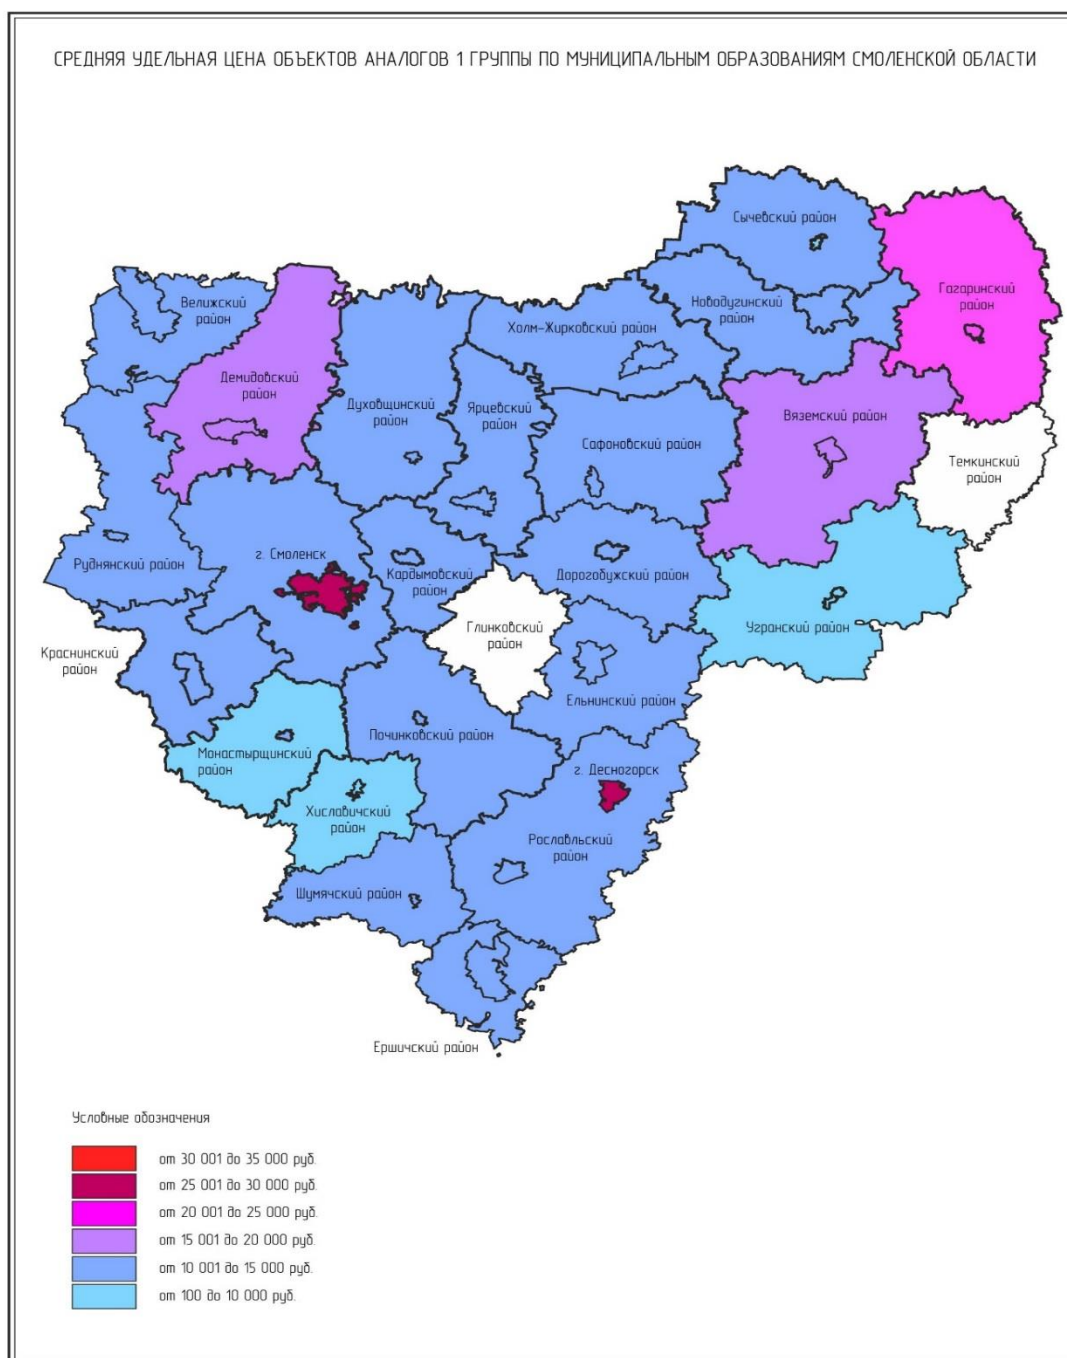 СРЕДНЯЯ УДЕЛЬНАЯ ЦЕНА ОБЪЕКТОВ АНАЛОГОВ 1 ГРУППЫ ПО МУНИЦИПАЛЬНЫМ ОБРАЗОВАНИЯМ СМОЛЕНСКОЙ ОБЛАСТИ
Сычевский район
Гагаринский
район
Велижский
район
Новодугинский
район
Холм-Жирковский район
Демидовский
район
Духовщинский
район
Ярцевский
район
Вяземский район
Сафоновский район
Темкинский
район
г. Смоленск
Руднянский район
Кардымовский
район
Дорогобужский район
Глинковский
район
Угранский район
Краснинский
район
Ельнинский район
Починковский район
Монастырщинский
район
г. Десногорск
Хиславичский
район
Рославльский
район
Шумячский район
Ершичский район
Условные обозначения
от 30 001 до 35 000 руб.
от 25 001 до 30 000 руб.
от 20 001 до 25 000 руб.
от 15 001 до 20 000 руб.
от 10 001 до 15 000 руб.
от 100 до 10 000 руб.